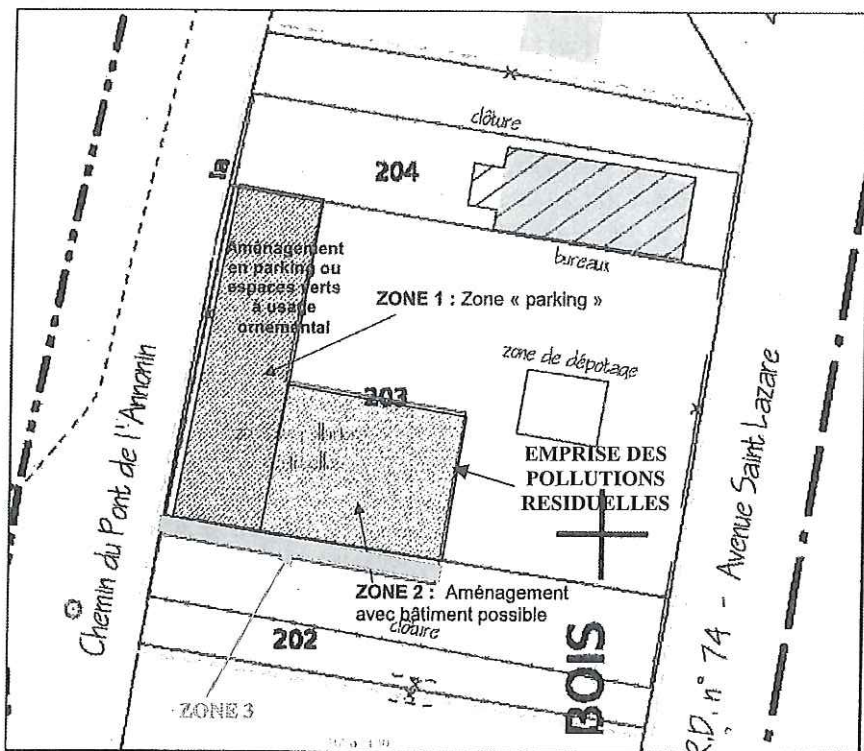 clôture
204
la
bureaux
Aménagement
en parking ou
espaces verts
à usage
ornemental
ZONE 1 : Zone « parking »
zone de dépotage
203
EMPRISE DES
POLLUTIONS
RESIDUELLES
Chemin du Pont de l'Annonin
R.D. n° 74 - Avenue Saint Lazare
ZONE 2 : Aménagement
avec bâtiment possible
clôture
202
BOIS
ZONE 3